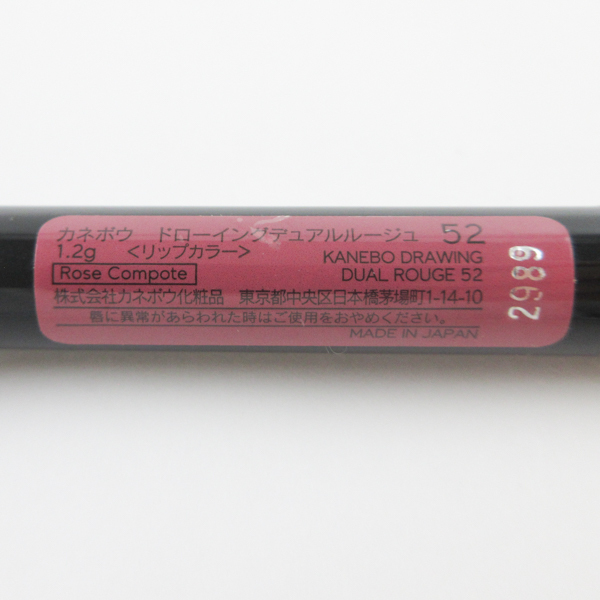 カネボウ ドローイングデュアルルージュ 52
1.2g 〈リップカラー〉 KANEBO DRAWING
Rose Compote DUAL ROUGE 52
株式会社カネボウ化粧品 東京都中央区日本橋茅場町1-14-10
唇に異常があらわれた時はご使用をおやめください。
MADE IN JAPAN
2989